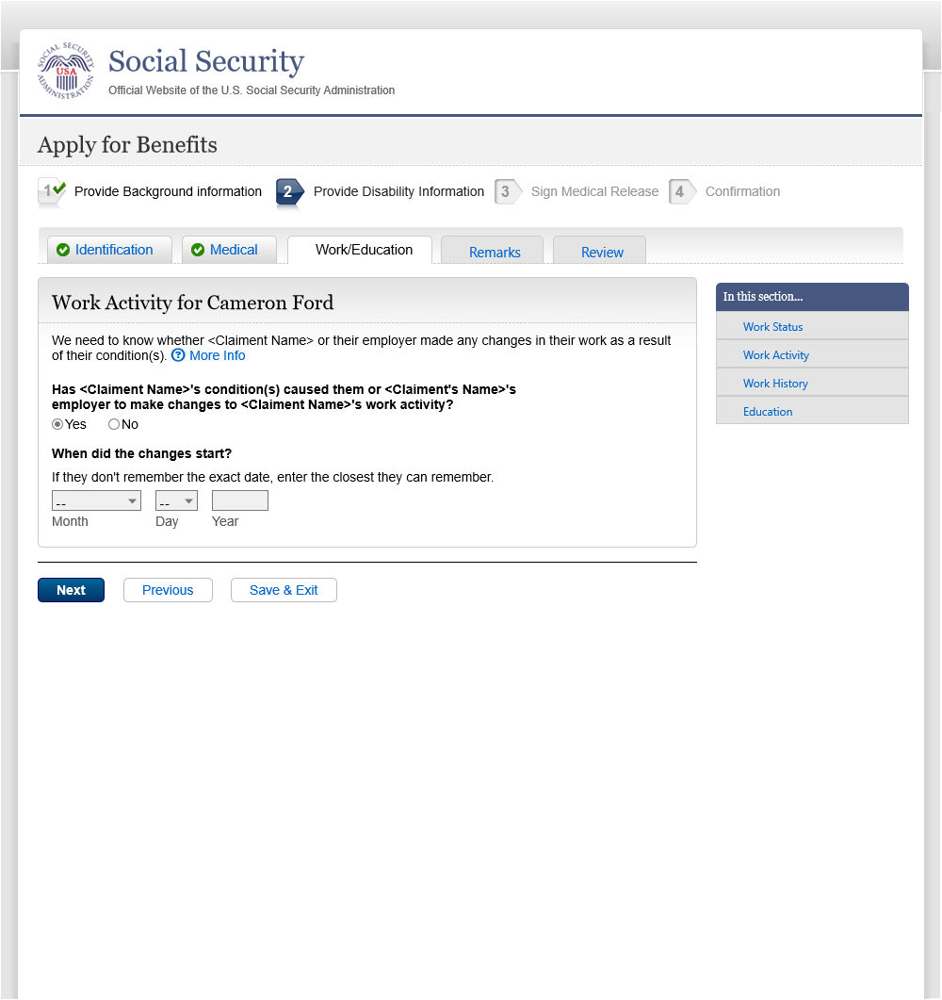 SOCIAL SECURITY ADMINISTRATION
USA
Social Security
Official Website of the U.S. Social Security Administration
Apply for Benefits
1 Provide Background information 2 Provide Disability Information 3 Sign Medical Release 4 Confirmation
Identification Medical Work/Education Remarks Review
Work Activity for Cameron Ford
We need to know whether <Claiment Name> or their employer made any changes in their work as a result
of their condition(s). ? More Info
Has <Claiment Name>'s condition(s) caused them or <Claiment's Name>'s
employer to make changes to <Claiment Name>'s work activity?
Yes No
When did the changes start?
If they don't remember the exact date, enter the closest they can remember.
-- --
Month Day Year
Next Previous Save & Exit
In this section...
Work Status
Work Activity
Work History
Education